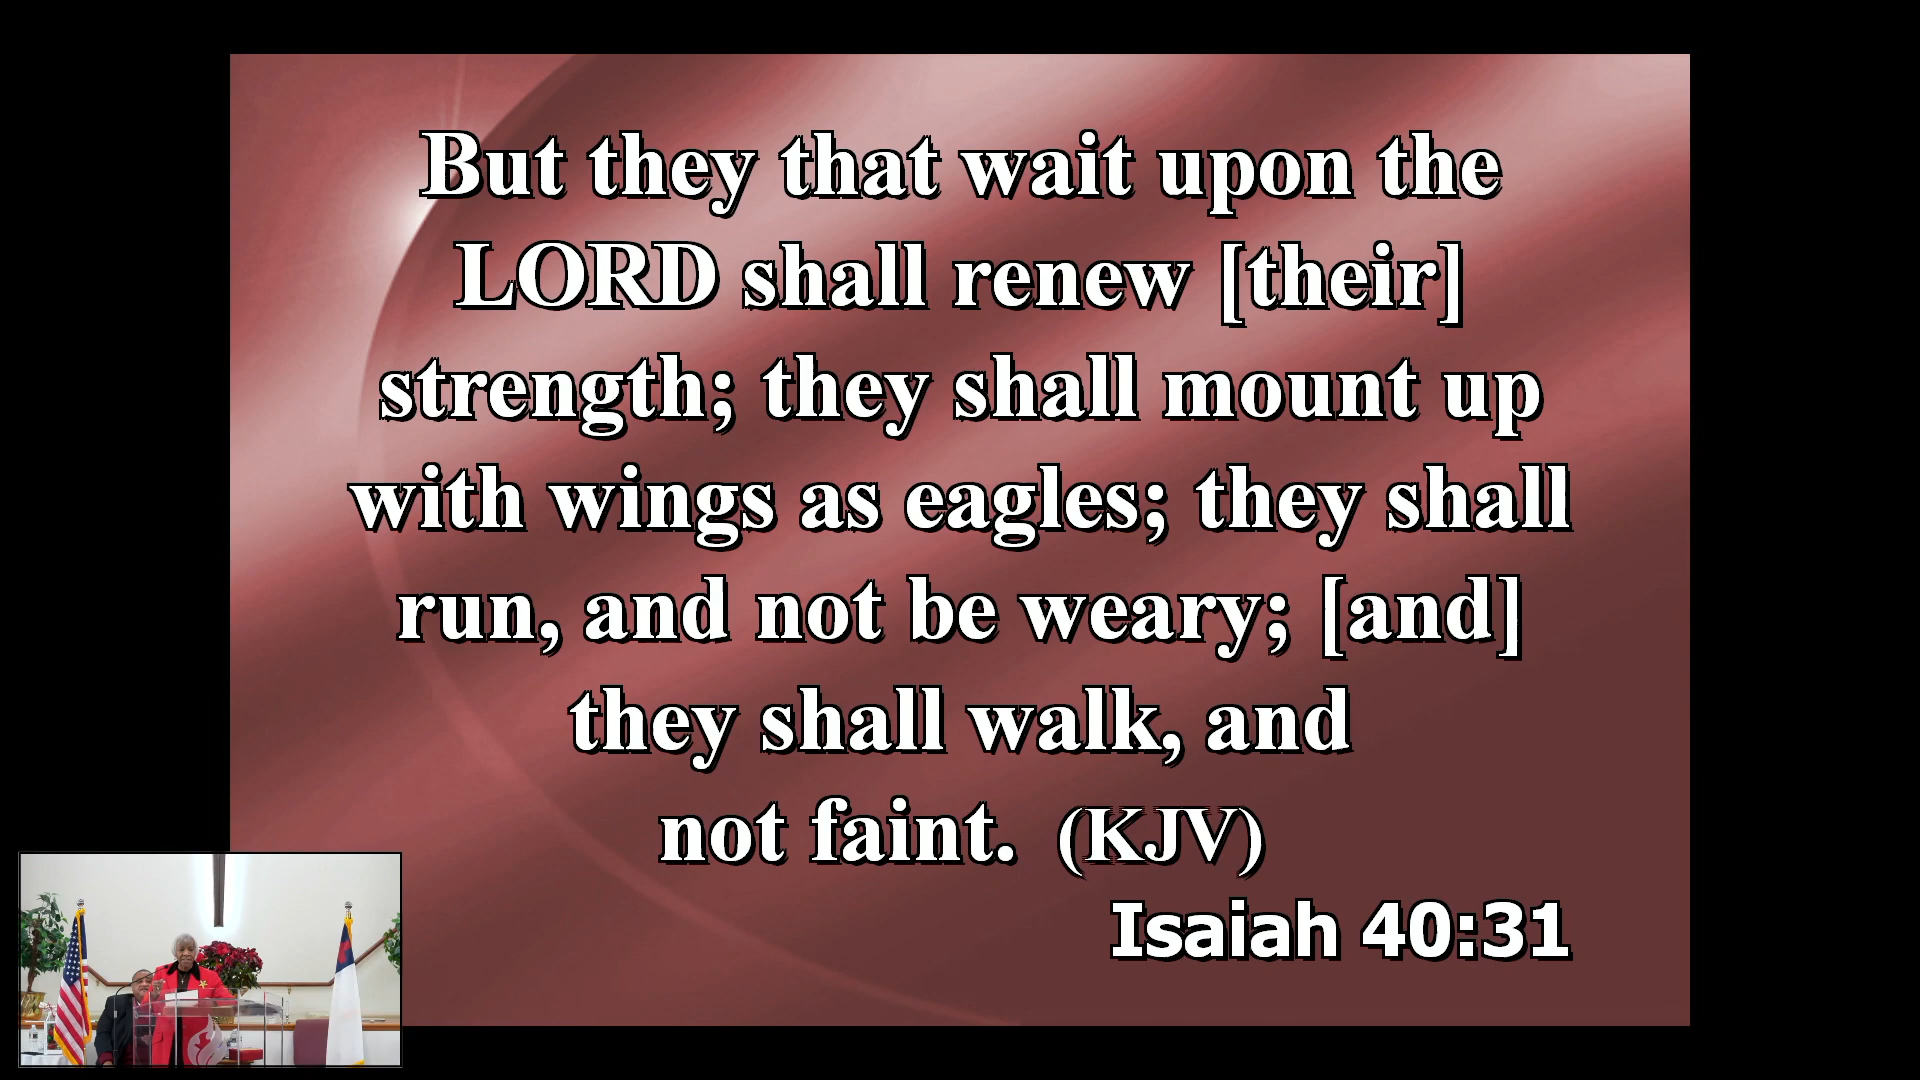 But they that wait upon the
LORD shall renew [their]
strength; they shall mount up
with wings as eagles; they shall
run, and not be weary; [and]
they shall walk, and
not faint. (KJV)
Isaiah 40:31